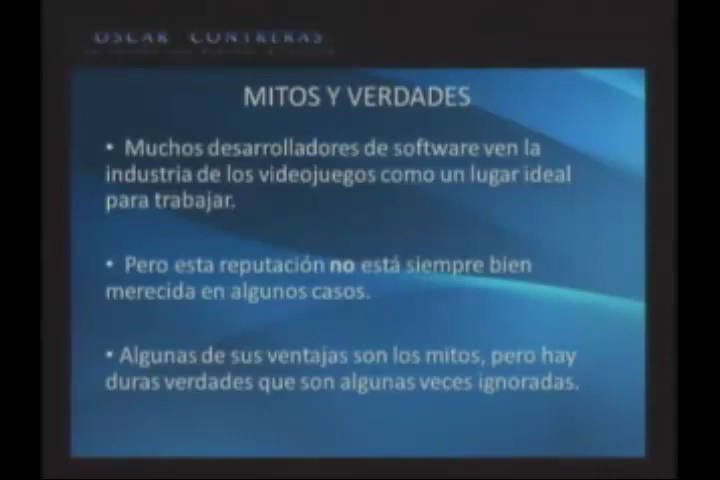 OSCAR CONTRERAS
MITOS Y VERDADES
• Muchos desarrolladores de software ven la
industria de los videojuegos como un lugar ideal
para trabajar.
• Pero esta reputación no está siempre bien
merecida en algunos casos.
• Algunas de sus ventajas son los mitos, pero hay
duras verdades que son algunas veces ignoradas.